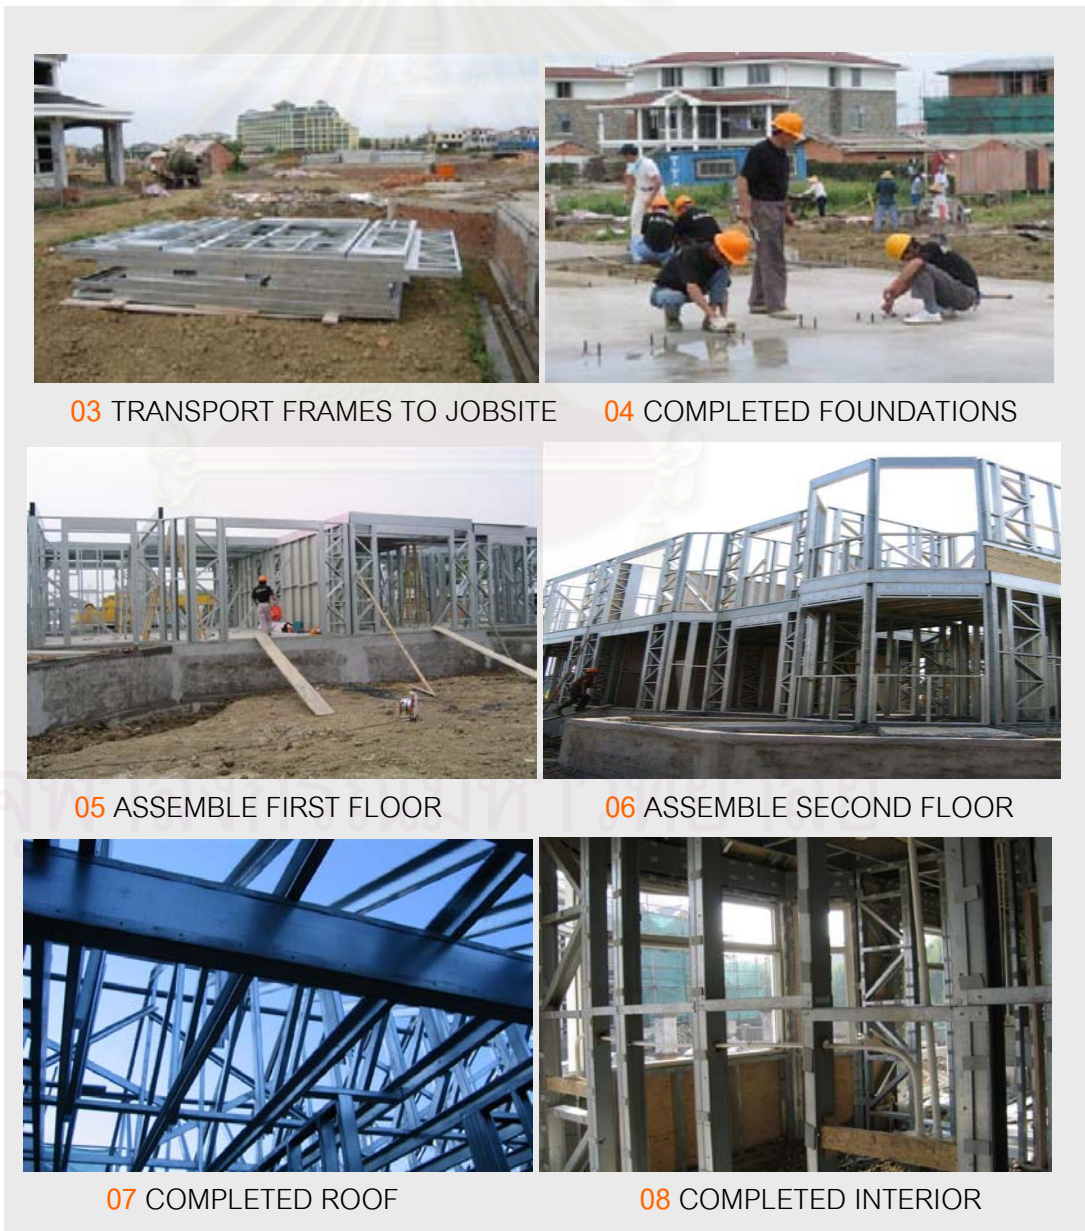 03 TRANSPORT FRAMES TO JOBSITE
04 COMPLETED FOUNDATIONS
05 ASSEMBLE FIRST FLOOR
06 ASSEMBLE SECOND FLOOR
07 COMPLETED ROOF
08 COMPLETED INTERIOR